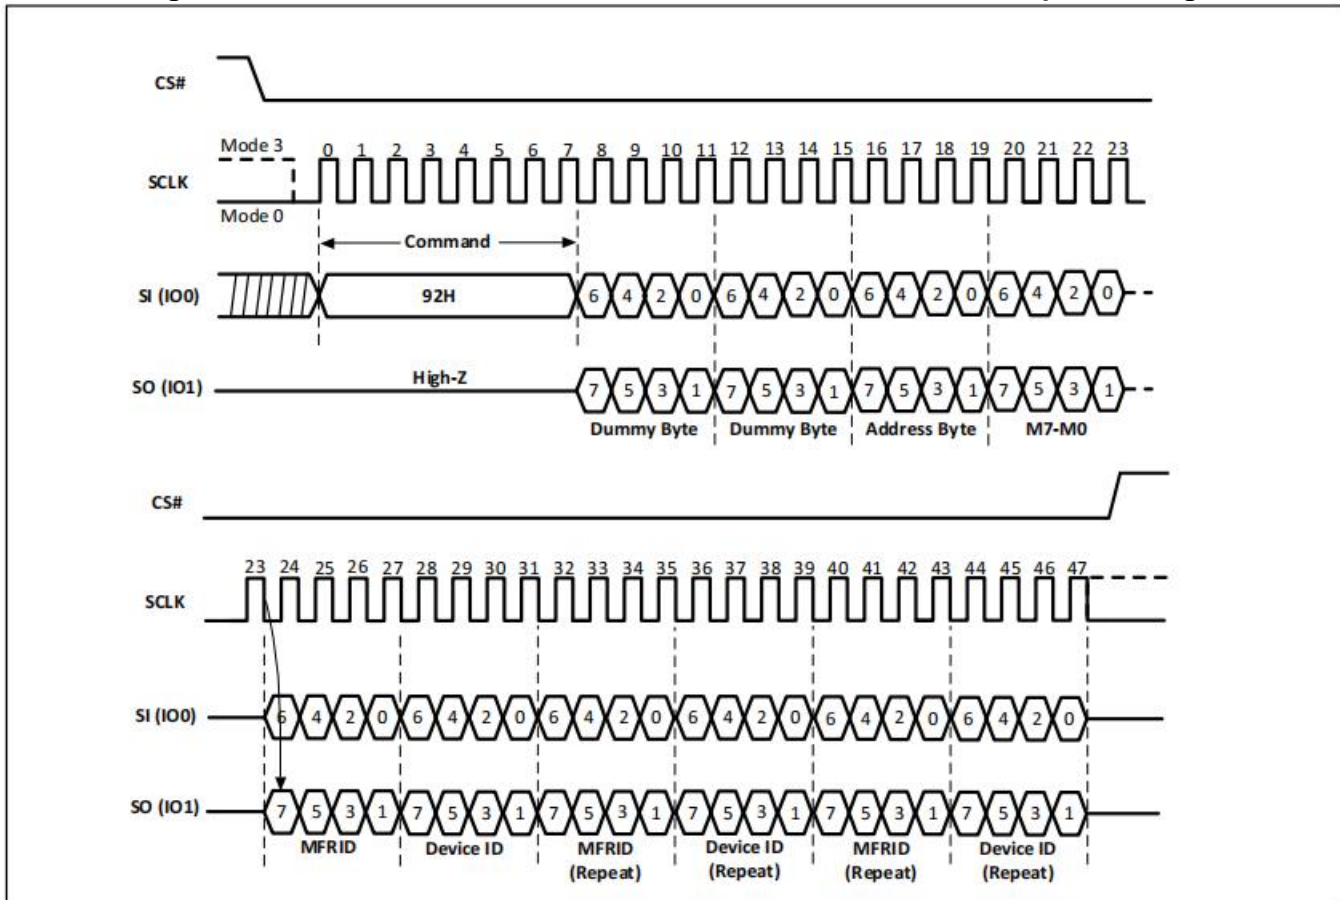 CS#
Mode 3
0 1 2 3 4 5 6 7 8 9 10 11 12 13 14 15 16 17 18 19 20 21 22 23
SCLK
Mode 0
Command
SI (IO0) 92H 6 4 2 0 6 4 2 0 6 4 2 0 6 4 2 0
High-Z
SO (IO1) 7 5 3 1 7 5 3 1 7 5 3 1 7 5 3 1
Dummy Byte Dummy Byte Address Byte M7-M0
CS#
23 24 25 26 27 28 29 30 31 32 33 34 35 36 37 38 39 40 41 42 43 44 45 46 47
SCLK
SI (IO0) 6 4 2 0 6 4 2 0 6 4 2 0 6 4 2 0 6 4 2 0 6 4 2 0
SO (IO1) 7 5 3 1 7 5 3 1 7 5 3 1 7 5 3 1 7 5 3 1 7 5 3 1
MFRID Device ID MFRID Device ID MFRID Device ID
(Repeat) (Repeat) (Repeat) (Repeat)